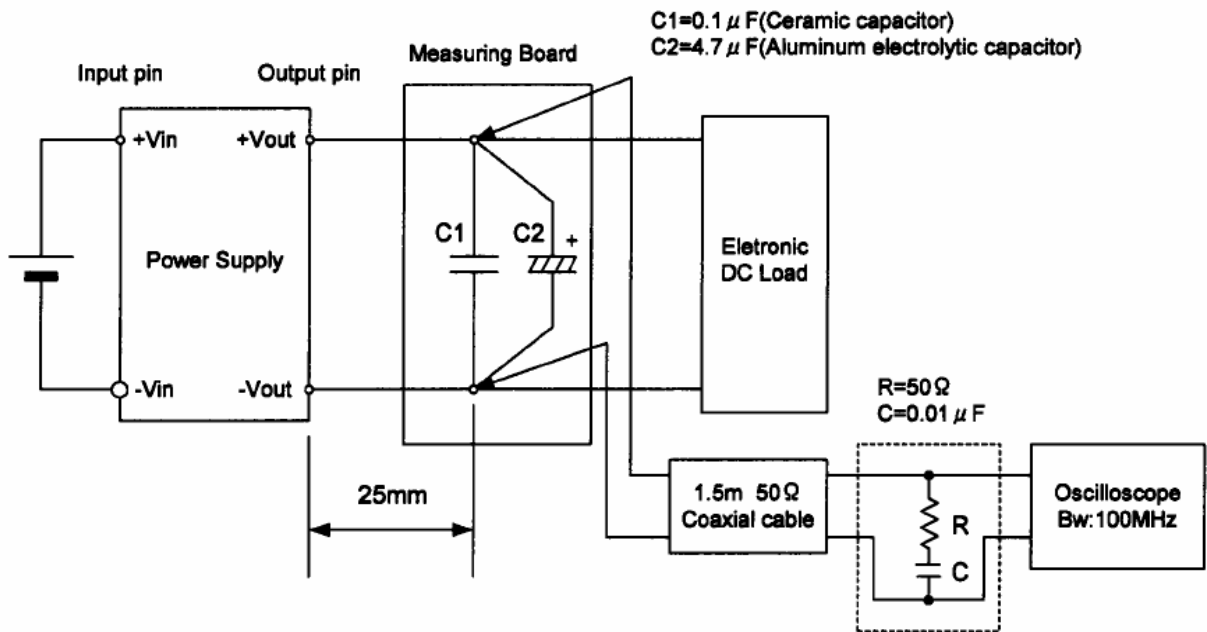 C1=0.1 μ F(Ceramic capacitor)
C2=4.7 μ F(Aluminum electrolytic capacitor)
Measuring Board
Input pin
Output pin
+Vin
+Vout
C1
C2
+
Power Supply
Eletronic
DC Load
-Vin
-Vout
R=50Ω
C=0.01 μ F
25mm
1.5m 50Ω
Coaxial cable
R
C
Oscilloscope
Bw:100MHz